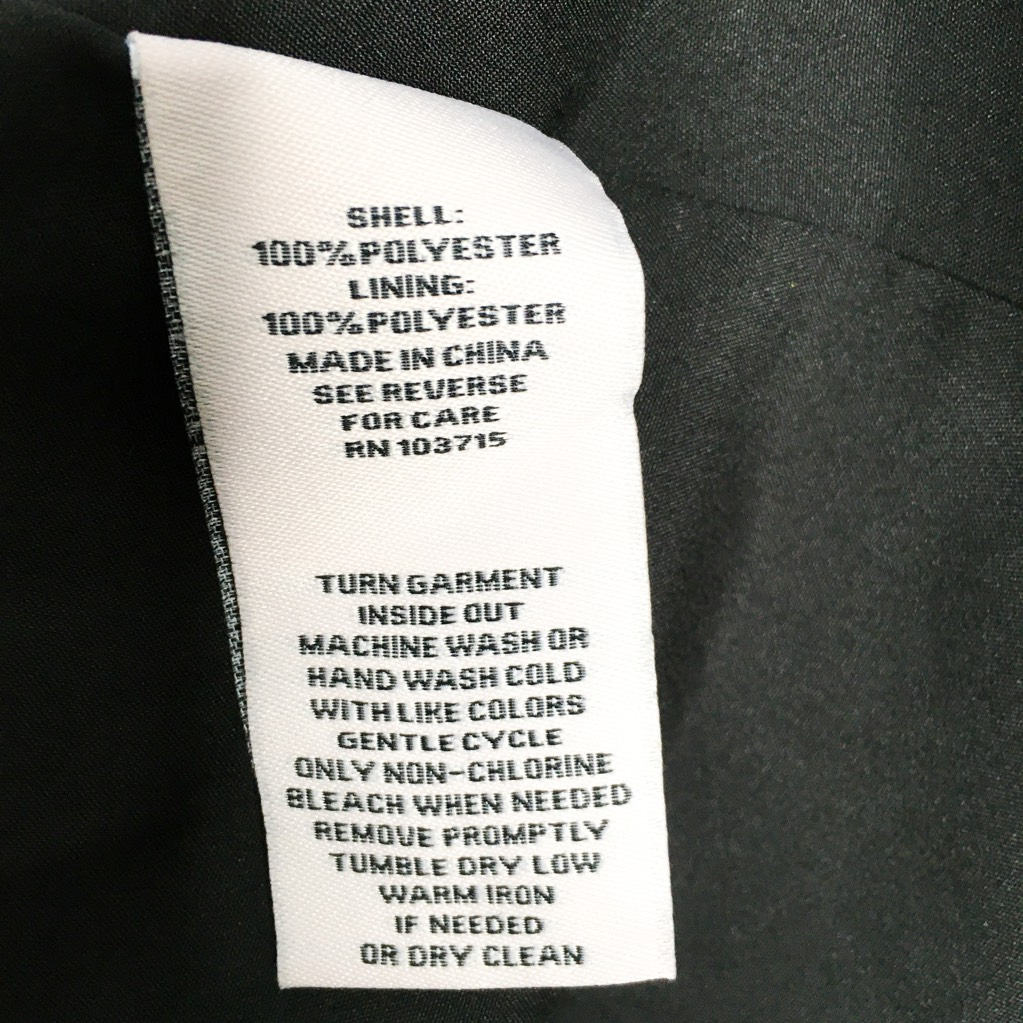 SHELL:
100% POLYESTER
LINING:
100% POLYESTER
MADE IN CHINA
SEE REVERSE
FOR CARE
RN 103715
TURN GARMENT
INSIDE OUT
MACHINE WASH OR
HAND WASH COLD
WITH LIKE COLORS
GENTLE CYCLE
ONLY NON-CHLORINE
BLEACH WHEN NEEDED
REMOVE PROMPTLY
TUMBLE DRY LOW
WARM IRON
IF NEEDED
OR DRY CLEAN